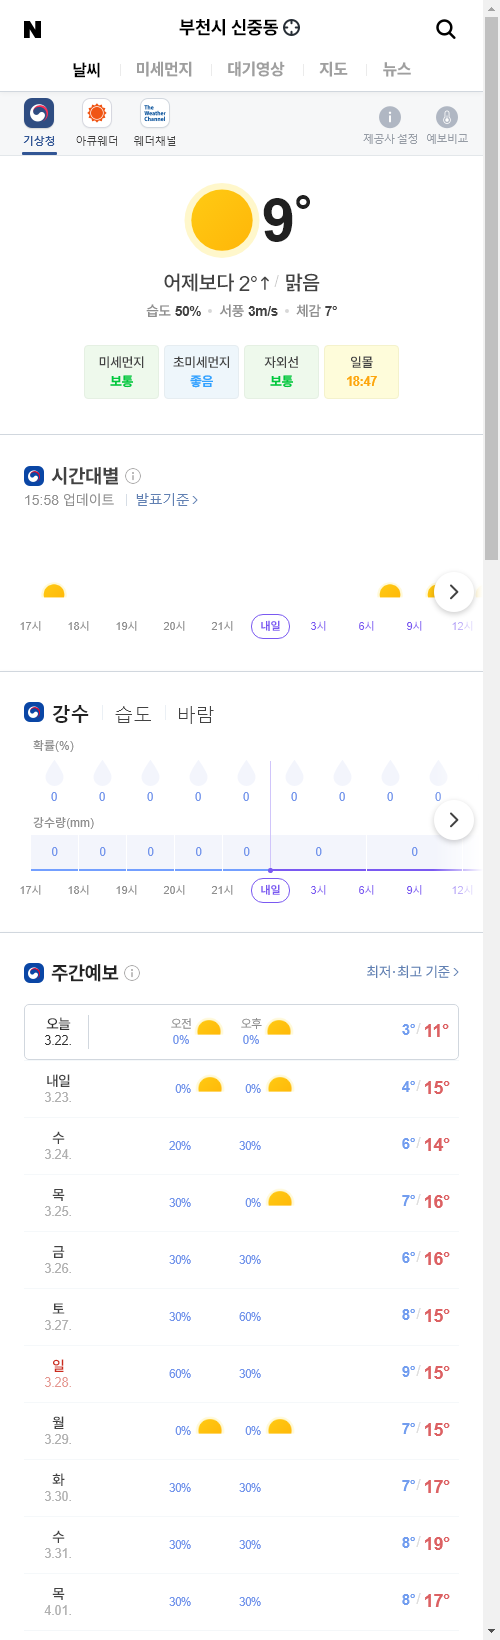 N 부천시 신중동
날씨 미세먼지 대기영상 지도 뉴스
The Weather Channel
기상청 아큐웨더 웨더채널 제공사 설정 예보비교
9°
어제보다 2°↑ / 맑음
습도 50% 서풍 3m/s 체감 7°
미세먼지 초미세먼지 자외선 일몰
보통 좋음 보통 18:47
시간대별
15:58 업데이트 발표기준 >
17시 18시 19시 20시 21시 내일 3시 6시 9시 12시
강수 습도 바람
확률(%)
0 0 0 0 0 0 0 0 0
강수량(mm)
0 0 0 0 0 0 0
17시 18시 19시 20시 21시 내일 3시 6시 9시 12시
주간예보 최저·최고 기준 >
오늘 오전 오후
3.22. 0% 0% 3° / 11°
내일
3.23. 0% 0% 4° / 15°
수
3.24. 20% 30% 6° / 14°
목
3.25. 30% 0% 7° / 16°
금
3.26. 30% 30% 6° / 16°
토
3.27. 30% 60% 8° / 15°
일
3.28. 60% 30% 9° / 15°
월
3.29. 0% 0% 7° / 15°
화
3.30. 30% 30% 7° / 17°
수
3.31. 30% 30% 8° / 19°
목
4.01. 30% 30% 8° / 17°